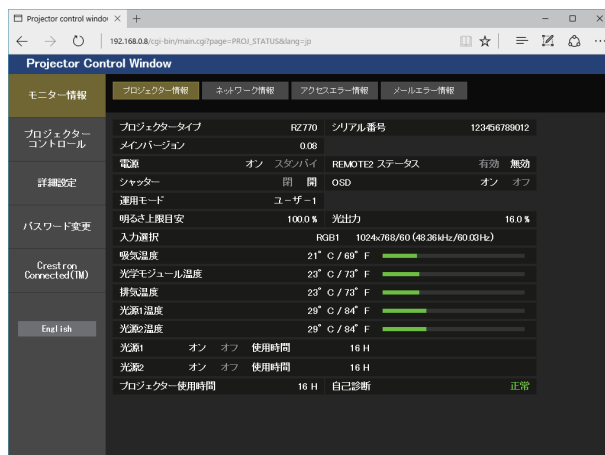 Projector control windo
192.168.0.8/cgi-bin/main.cgi?page=PROJ_STATUS&lang=jp
Projector Control Window
モニター情報
プロジェクター情報 ネットワーク情報 アクセスエラー情報 メールエラー情報
プロジェクター
コントロール
詳細設定
パスワード変更
Crestron
Connected(TM)
English
プロジェクタータイプ RZ770 シリアル番号 123456789012
メインバージョン 0.08
電源 オン スタンバイ REMOTE2 ステータス 有効 無効
シャッター 閉 開 OSD オン オフ
運用モード ユーザー1
明るさ上限目安 100.0 % 光出力 16.0 %
入力選択 RGB1 1024x768/60 (48.36kHz/60.03Hz)
吸気温度 21° C / 69° F
光学モジュール温度 23° C / 73° F
排気温度 23° C / 73° F
光源1温度 29° C / 84° F
光源2温度 29° C / 84° F
光源1 オン オフ 使用時間 16 H
光源2 オン オフ 使用時間 16 H
プロジェクター使用時間 16 H 自己診断 正常